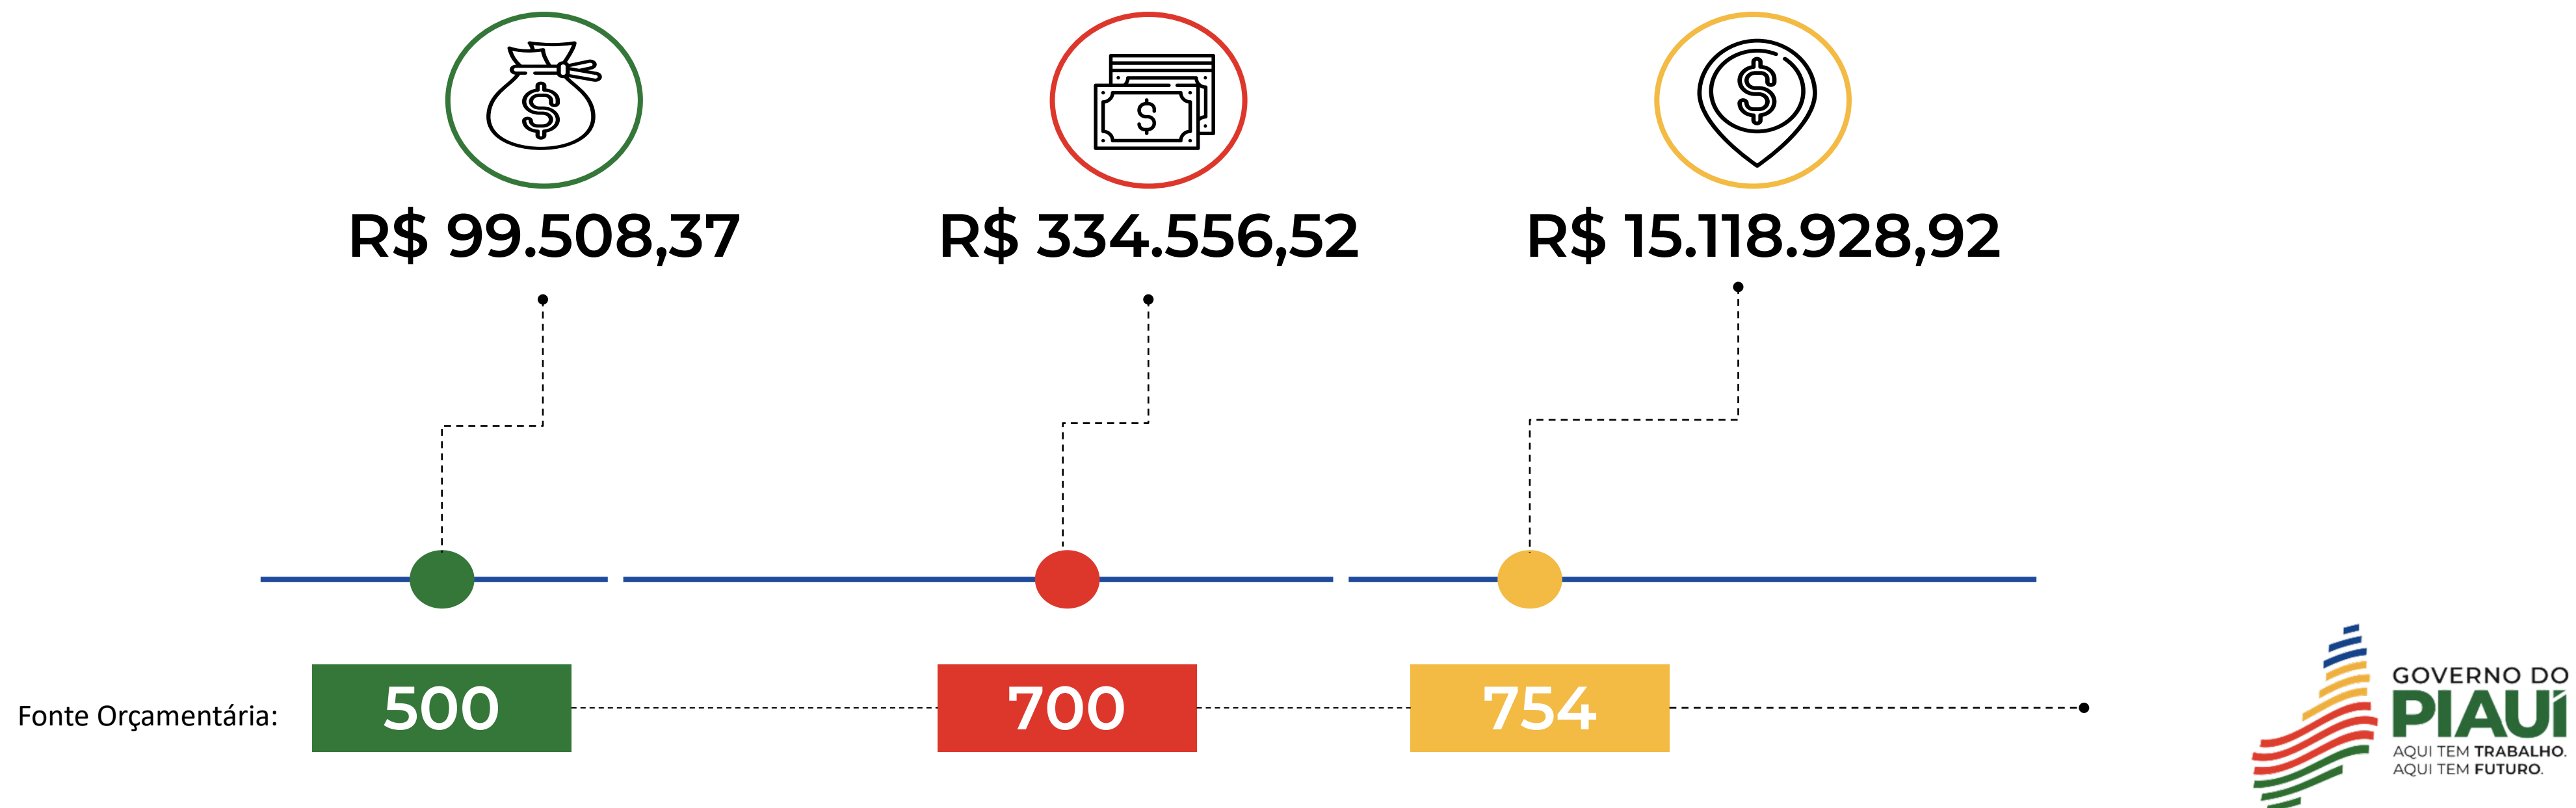 R$ 99.508,37
R$ 334.556,52
R$ 15.118.928,92
Fonte Orçamentária:
500
700
754
GOVERNO DO
PIAUÍ
AQUI TEM TRABALHO.
AQUI TEM FUTURO.